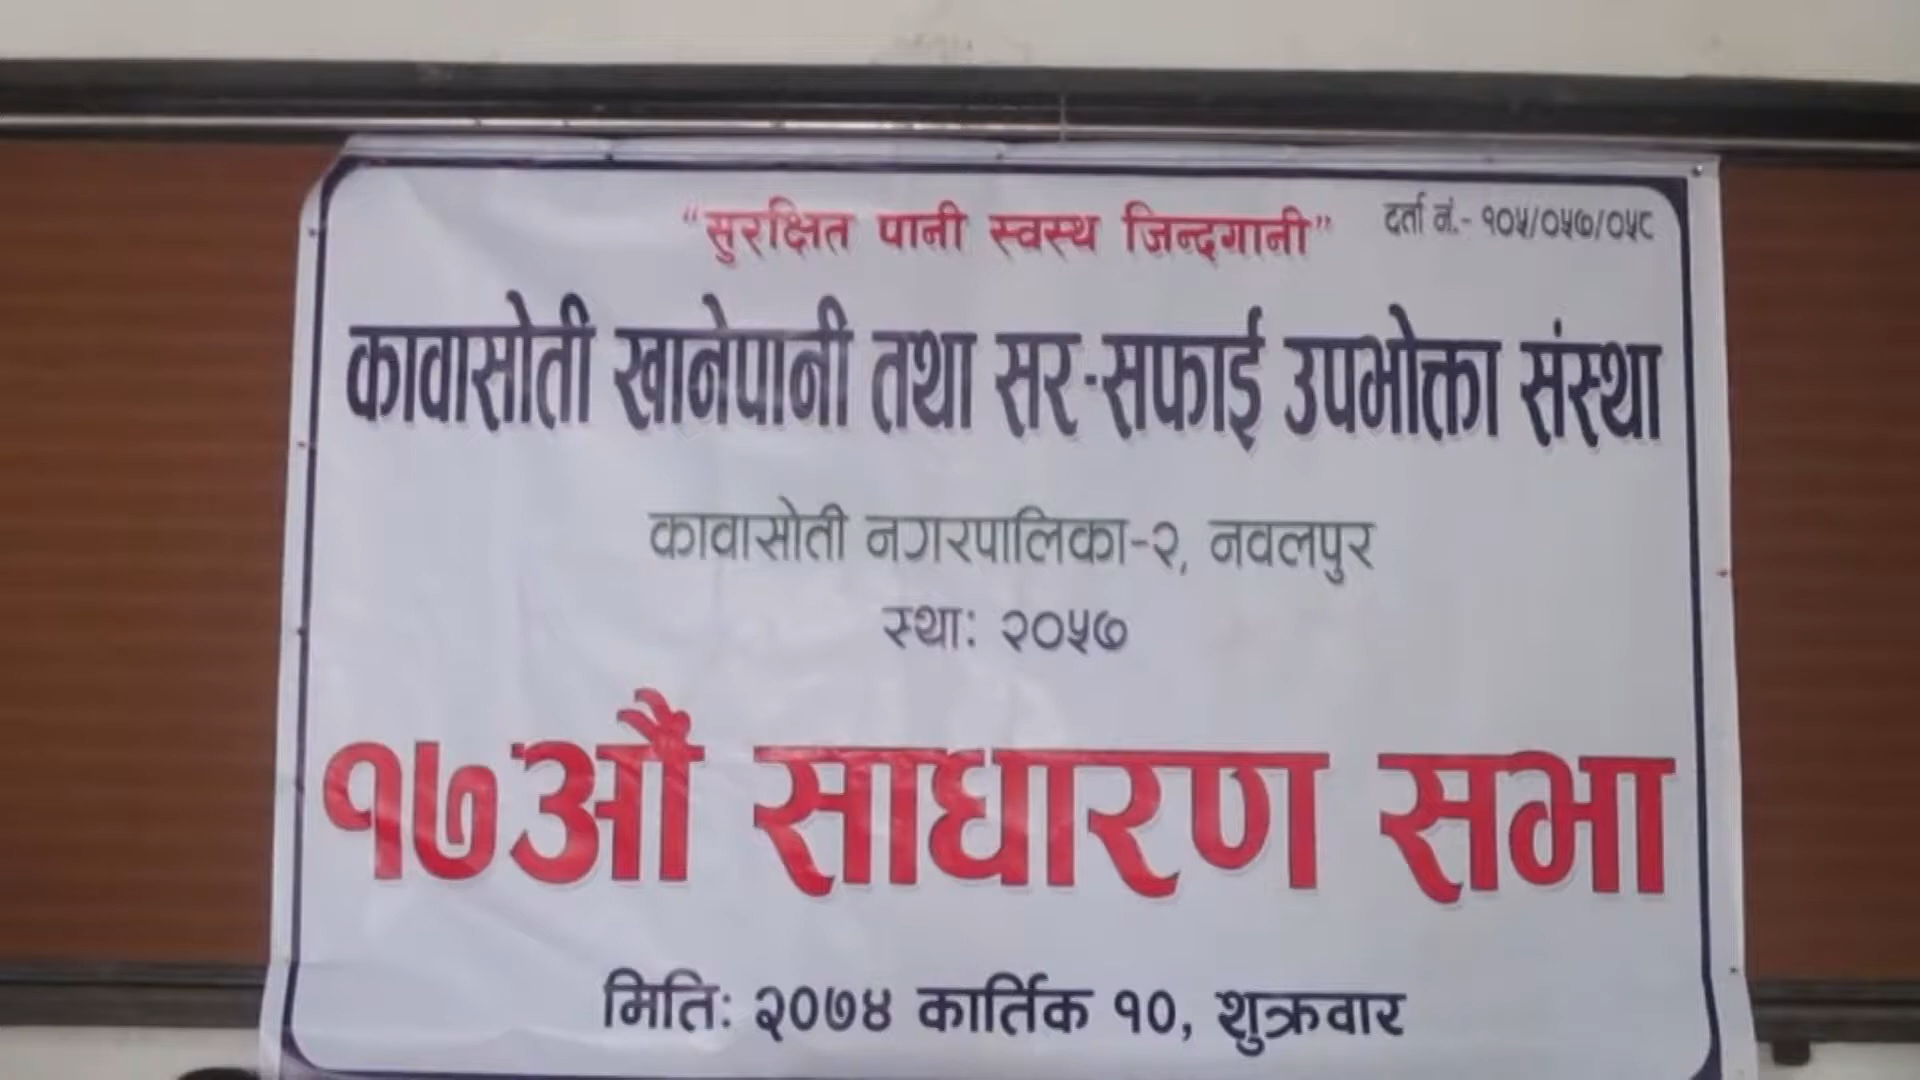 "सुरक्षित पानी स्वस्थ जिन्दगानी" दर्ता नं.- १०५/०५७/०५८
कावासोती खानेपानी तथा सर-सफाई उपभोक्ता संस्था
कावासोती नगरपालिका-२, नवलपुर
स्था: २०५७
१७औं साधारण सभा
मिति: २०७४ कार्तिक १०, शुक्रवार